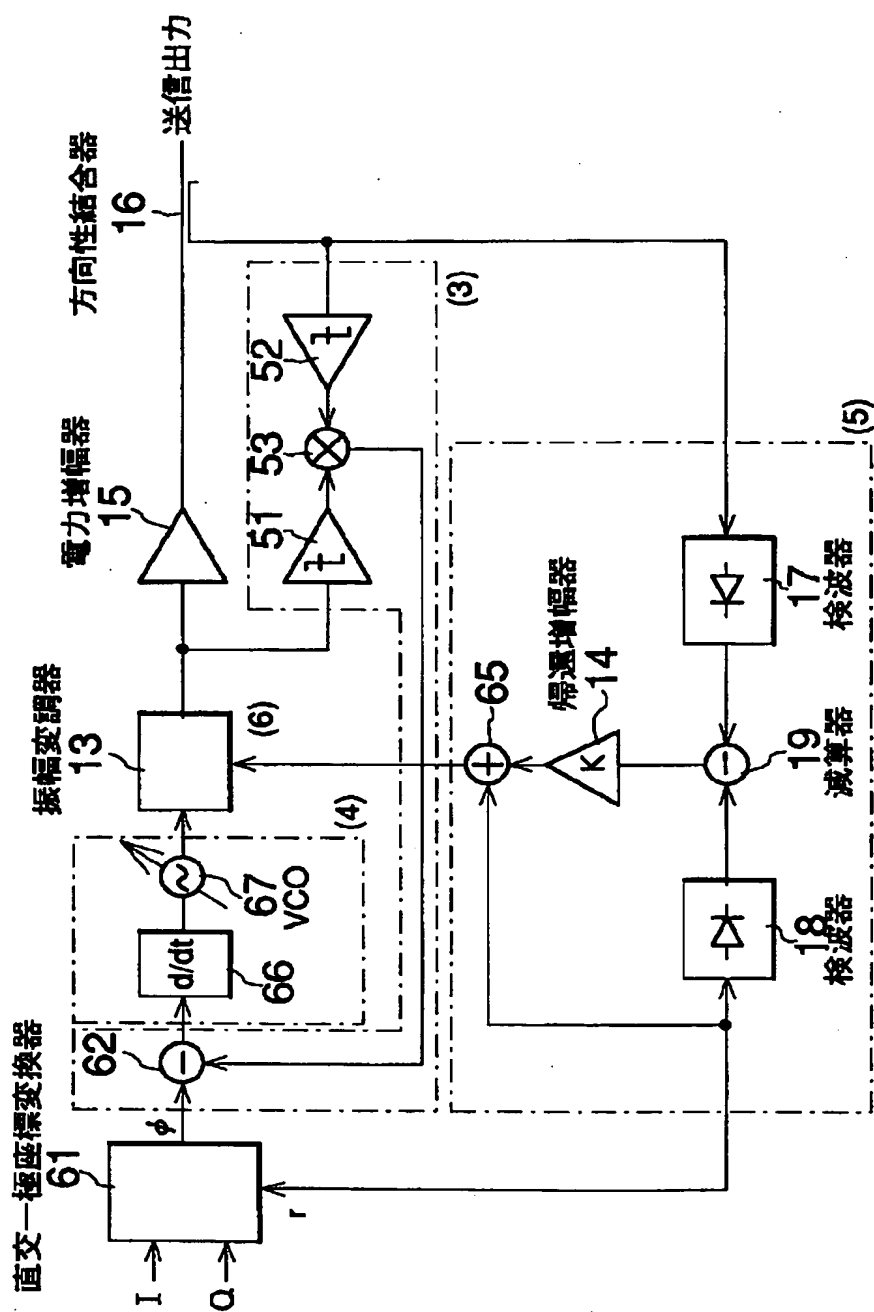 直交一極座標変換器
61
I
Q
φ
r
62
d/dt
66
67
VCO
(4)
振幅変調器
13
(6)
電力増幅器
15
方向性結合器
16
送信出力
51
53
52
(3)
65
帰還増幅器
14
K
18
検波器
19
減算器
17
検波器
(5)